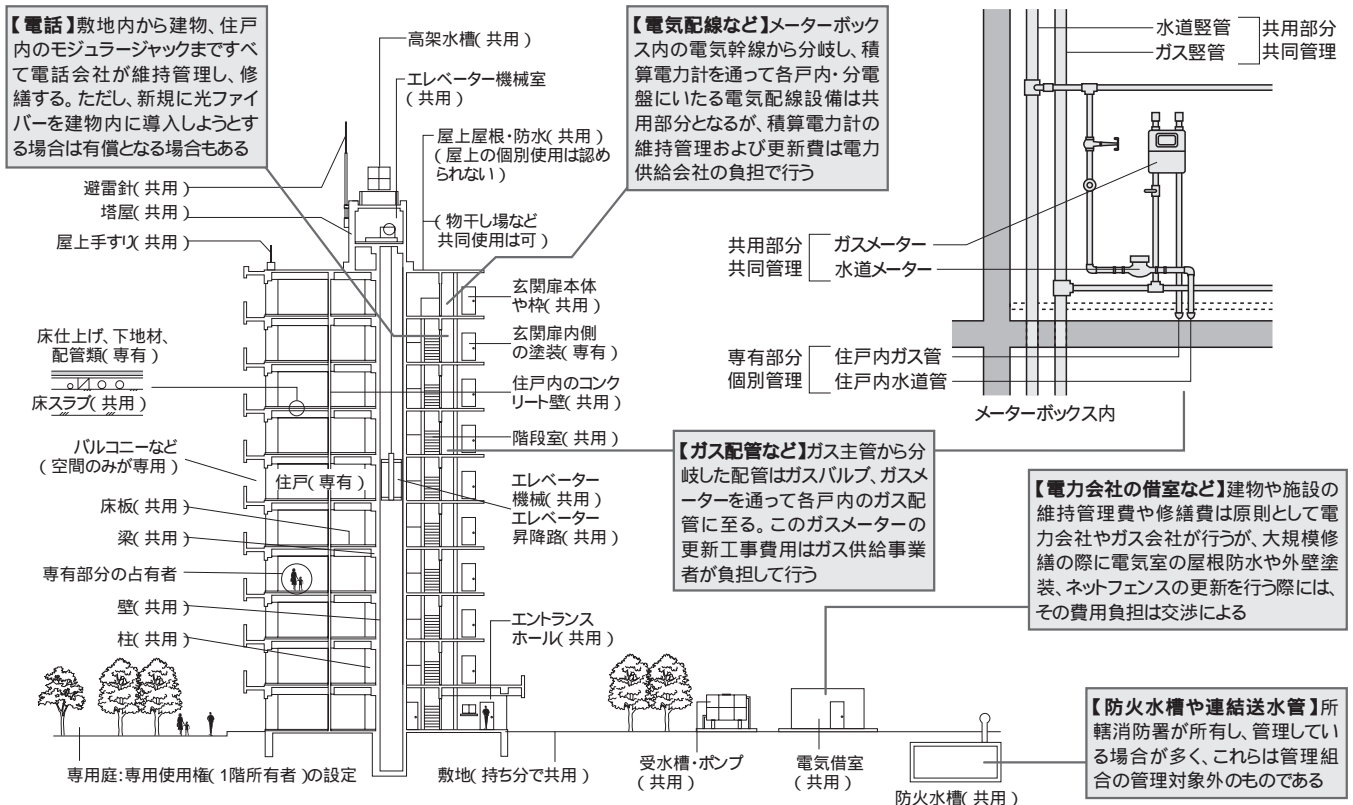 【電話】敷地内から建物、住戸
内のモジュラージャックまですべ
て電話会社が維持管理し、修
繕する。ただし、新規に光ファイ
バーを建物内に導入しようとす
る場合は有償となる場合もある
高架水槽(共用)
エレベーター機械室
(共用)
屋上屋根・防水(共用)
(屋上の個別使用は認め
られない)
(物干し場など
共同使用は可)
【電気配線など】メーターボック
ス内の電気幹線から分岐し、積
算電力計を通って各戸内・分電
盤にいたる電気配線設備は共
用部分となるが、積算電力計の
維持管理および更新費は電力
供給会社の負担で行う
水道竪管
ガス竪管
共用部分
共同管理
共用部分
共同管理
ガスメーター
水道メーター
専有部分
個別管理
住戸内ガス管
住戸内水道管
メーターボックス内
避雷針(共用)
塔屋(共用)
屋上手すり(共用)
床仕上げ、下地材、
配管類(専有)
床スラブ(共用)
バルコニーなど
(空間のみが専用)
住戸(専有)
床板(共用)
梁(共用)
専有部分の占有者
壁(共用)
柱(共用)
玄関扉本体
や枠(共用)
玄関扉内側
の塗装(専有)
住戸内のコンク
リート壁(共用)
階段室(共用)
エレベーター
機械(共用)
エレベーター
昇降路(共用)
エントランス
ホール(共用)
【ガス配管など】ガス主管から分
岐した配管はガスバルブ、ガスメ
ーターを通って各戸内のガス配
管に至る。このガスメーターの
更新工事費用はガス供給事業
者が負担して行う
【電力会社の借室など】建物や施設の
維持管理費や修繕費は原則として電
力会社やガス会社が行うが、大規模修
繕の際に電気室の屋根防水や外壁塗
装、ネットフェンスの更新を行う際には、
その費用負担は交渉による
【防火水槽や連結送水管】所
轄消防署が所有し、管理してい
る場合が多く、これらは管理組
合の管理対象外のものである
専用庭:専用使用権(1階所有者)の設定
敷地(持ち分で共用)
受水槽・ポンプ
(共用)
電気借室
(共用)
防火水槽(共用)